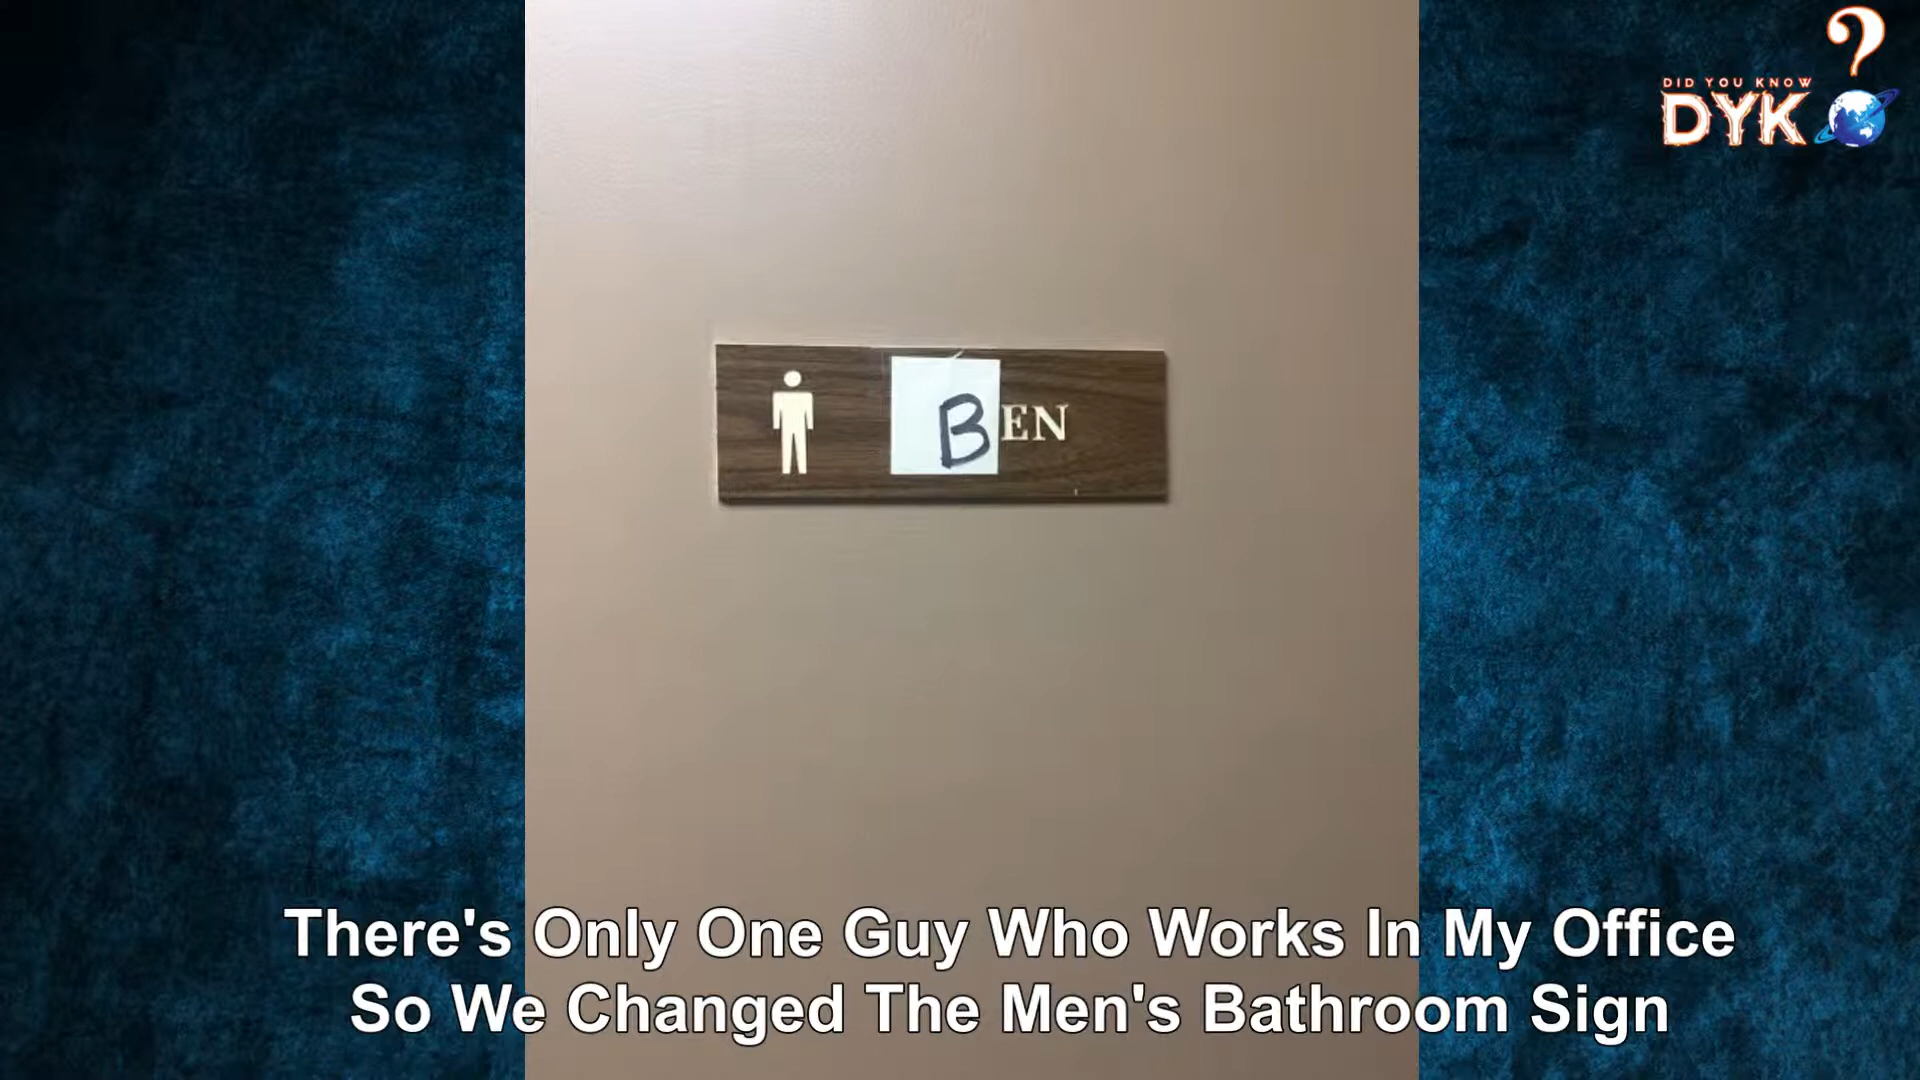 DID YOU KNOW
DYK ?
BEN
There's Only One Guy Who Works In My Office
So We Changed The Men's Bathroom Sign